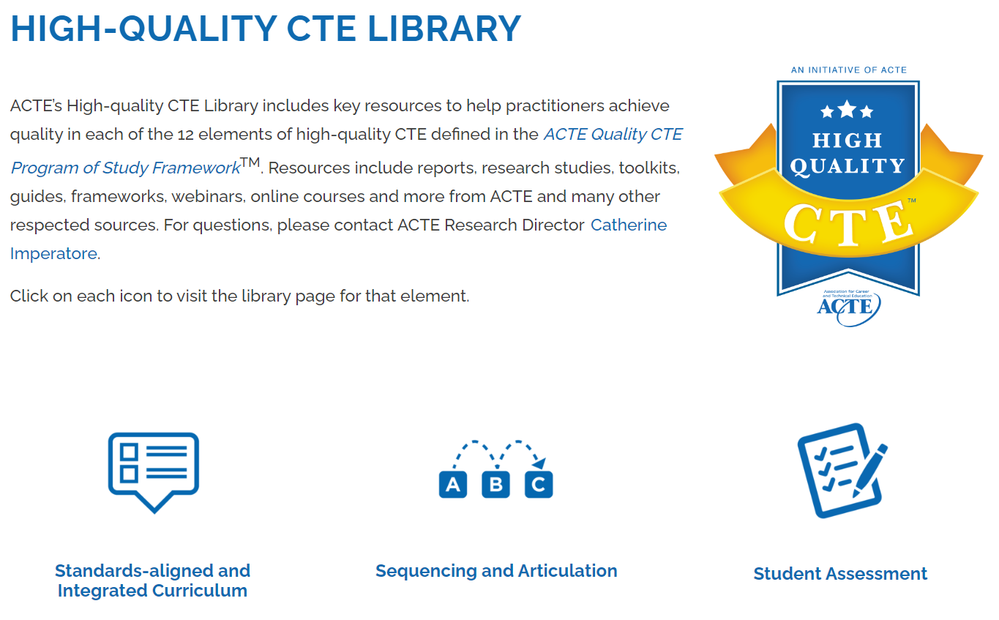 HIGH-QUALITY CTE LIBRARY
ACTE’s High-quality CTE Library includes key resources to help practitioners achieve
quality in each of the 12 elements of high-quality CTE defined in the ACTE Quality CTE
Program of Study Framework™. Resources include reports, research studies, toolkits,
guides, frameworks, webinars, online courses and more from ACTE and many other
respected sources. For questions, please contact ACTE Research Director Catherine
Imperatore.
Click on each icon to visit the library page for that element.
AN INITIATIVE OF ACTE
HIGH
QUALITY
CTE™
Association for Career
and Technical Education
ACTE
A B C
Standards-aligned and
Integrated Curriculum
Sequencing and Articulation
Student Assessment